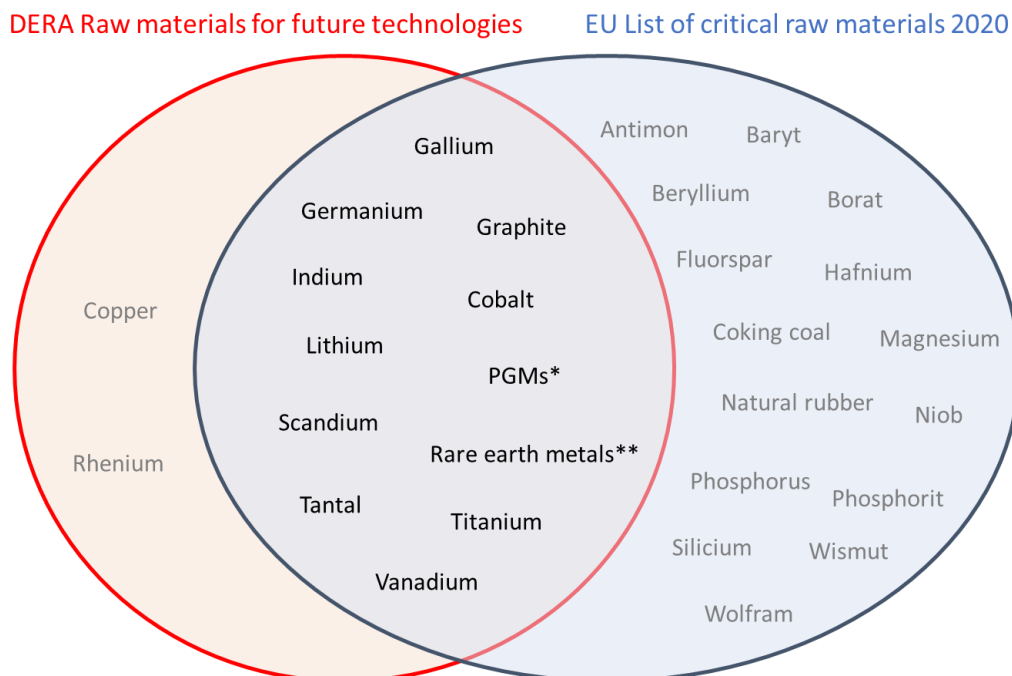 DERA Raw materials for future technologies
EU List of critical raw materials 2020
Copper
Rhenium
Gallium
Germanium
Graphite
Indium
Cobalt
Lithium
PGMs*
Scandium
Rare earth metals**
Tantal
Titanium
Vanadium
Antimon
Baryt
Beryllium
Borat
Fluorspar
Hafnium
Coking coal
Magnesium
Natural rubber
Niob
Phosphorus
Phosphorit
Silicium
Wismut
Wolfram